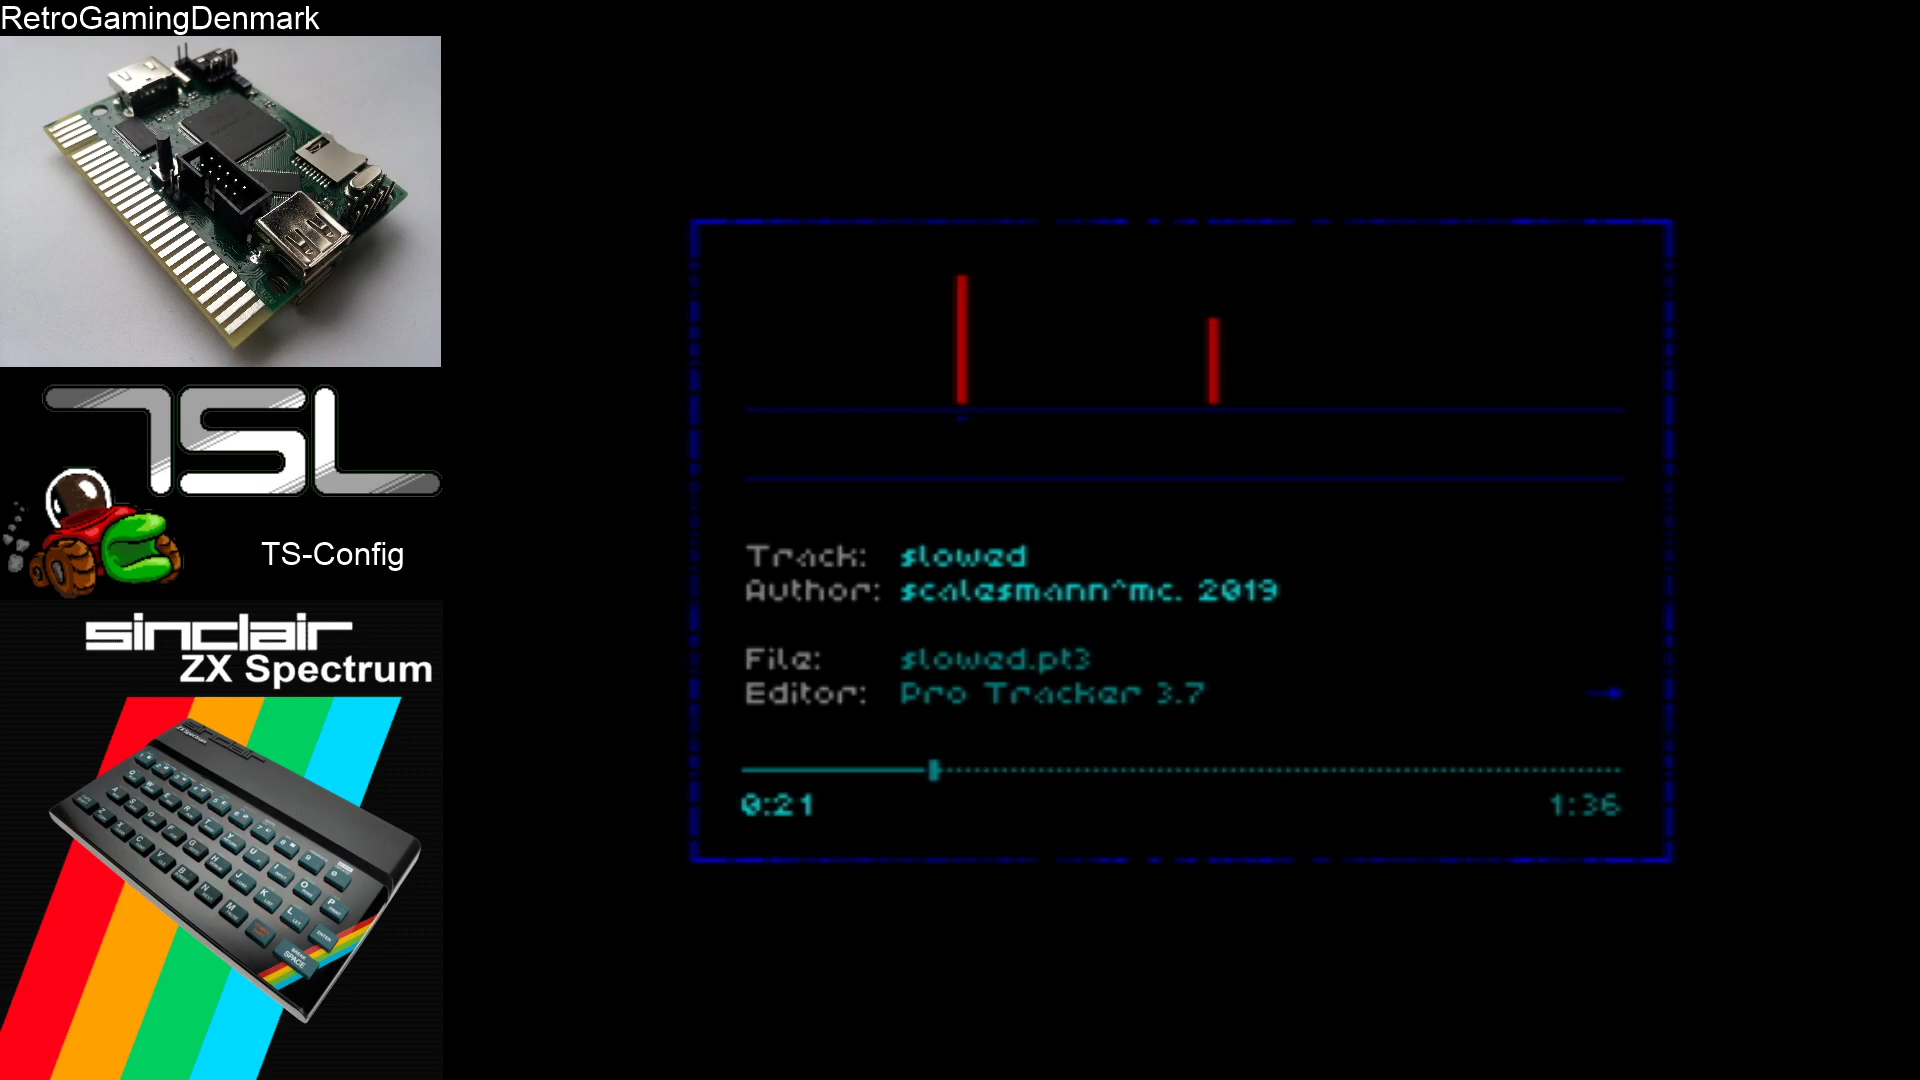 RetroGamingDenmark
TSL
TS-Config
sinclair
ZX Spectrum
Track: slowed
Author: scalesmann^mc. 2019
File: slowed.pt3
Editor: Pro Tracker 3.7
0:21
1:36